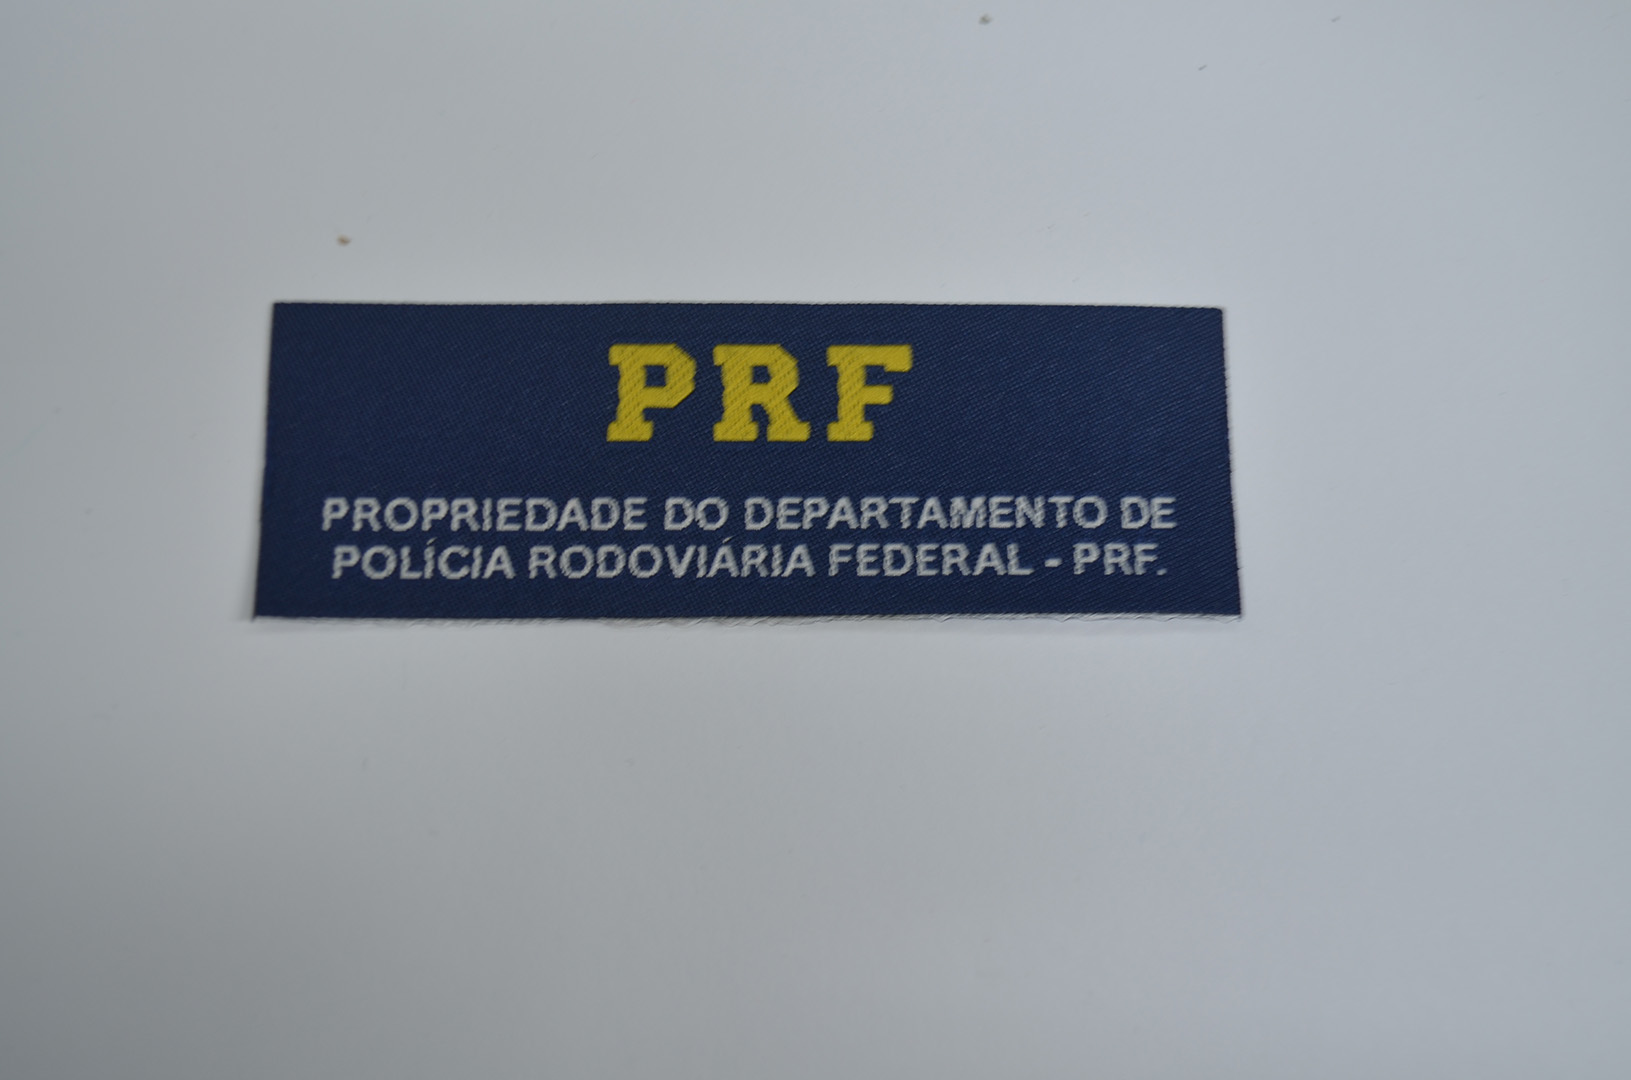 PRF
PROPRIEDADE DO DEPARTAMENTO DE
POLÍCIA RODOVIÁRIA FEDERAL - PRF.